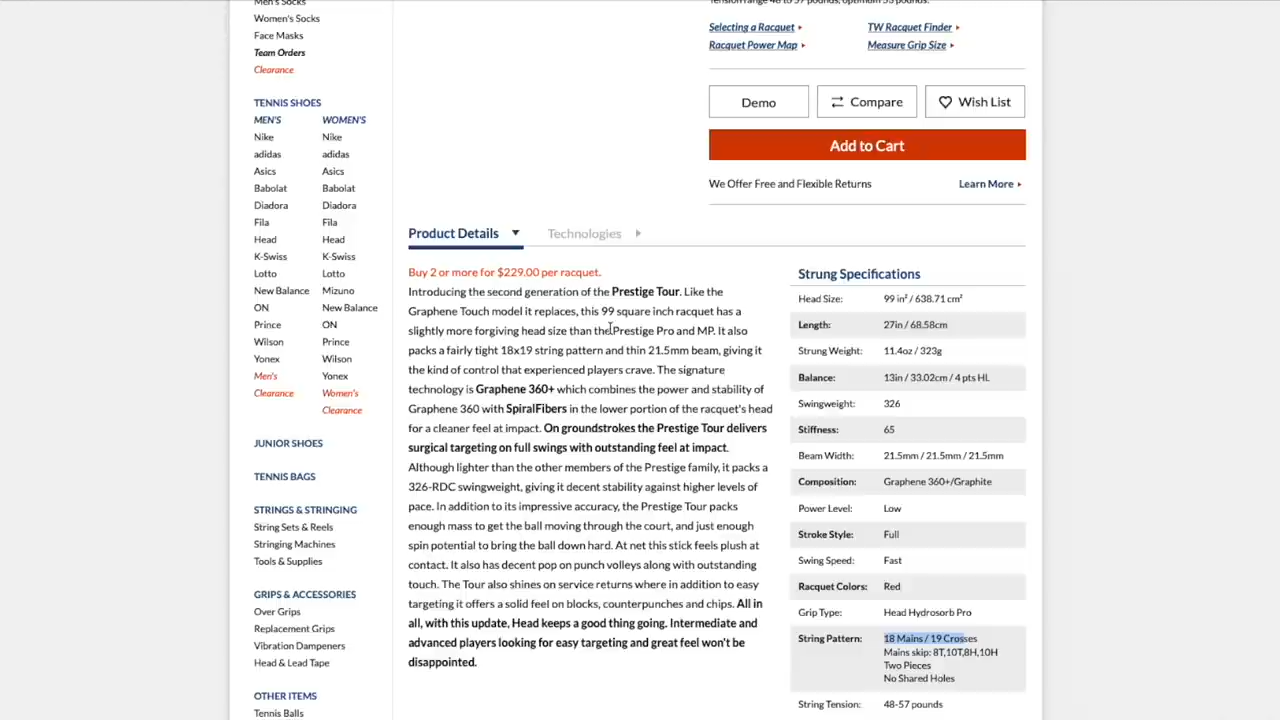 Men's Socks
Women's Socks
Face Masks
Team Orders
Clearance
TENNIS SHOES
MEN'S
WOMEN'S
Nike
Nike
adidas
adidas
Asics
Asics
Babolat
Babolat
Diadora
Diadora
Fila
Fila
Head
Head
K-Swiss
K-Swiss
Lotto
Lotto
New Balance
Mizuno
ON
New Balance
Prince
ON
Wilson
Prince
Yonex
Wilson
Men's
Yonex
Clearance
Women's
Clearance
JUNIOR SHOES
TENNIS BAGS
STRINGS & STRINGING
String Sets & Reels
Stringing Machines
Tools & Supplies
GRIPS & ACCESSORIES
Over Grips
Replacement Grips
Vibration Dampeners
Head & Lead Tape
OTHER ITEMS
Tennis Balls
Tension range 48 to 57 pounds, optimum 53 pounds.
Selecting a Racquet
TW Racquet Finder
Racquet Power Map
Measure Grip Size
Demo
Compare
Wish List
Add to Cart
We Offer Free and Flexible Returns
Learn More
Product Details
Technologies
Buy 2 or more for $229.00 per racquet.
Introducing the second generation of the Prestige Tour. Like the
Graphene Touch model it replaces, this 99 square inch racquet has a
slightly more forgiving head size than the Prestige Pro and MP. It also
packs a fairly tight 18x19 string pattern and thin 21.5mm beam, giving it
the kind of control that experienced players crave. The signature
technology is Graphene 360+ which combines the power and stability of
Graphene 360 with SpiralFibers in the lower portion of the racquet's head
for a cleaner feel at impact. On groundstrokes the Prestige Tour delivers
surgical targeting on full swings with outstanding feel at impact.
Although lighter than the other members of the Prestige family, it packs a
326-RDC swingweight, giving it decent stability against higher levels of
pace. In addition to its impressive accuracy, the Prestige Tour packs
enough mass to get the ball moving through the court, and just enough
spin potential to bring the ball down hard. At net this stick feels plush at
contact. It also has decent pop on punch volleys along with outstanding
touch. The Tour also shines on service returns where in addition to easy
targeting it offers a solid feel on blocks, counterpunches and chips. All in
all, with this update, Head keeps a good thing going. Intermediate and
advanced players looking for easy targeting and great feel won't be
disappointed.
Strung Specifications
Head Size: 99 in² / 638.71 cm²
Length: 27in / 68.58cm
Strung Weight: 11.4oz / 323g
Balance: 13in / 33.02cm / 4 pts HL
Swingweight: 326
Stiffness: 65
Beam Width: 21.5mm / 21.5mm / 21.5mm
Composition: Graphene 360+/Graphite
Power Level: Low
Stroke Style: Full
Swing Speed: Fast
Racquet Colors: Red
Grip Type: Head Hydrosorb Pro
String Pattern: 18 Mains / 19 Crosses
Mains skip: 8T,10T,8H,10H
Two Pieces
No Shared Holes
String Tension: 48-57 pounds